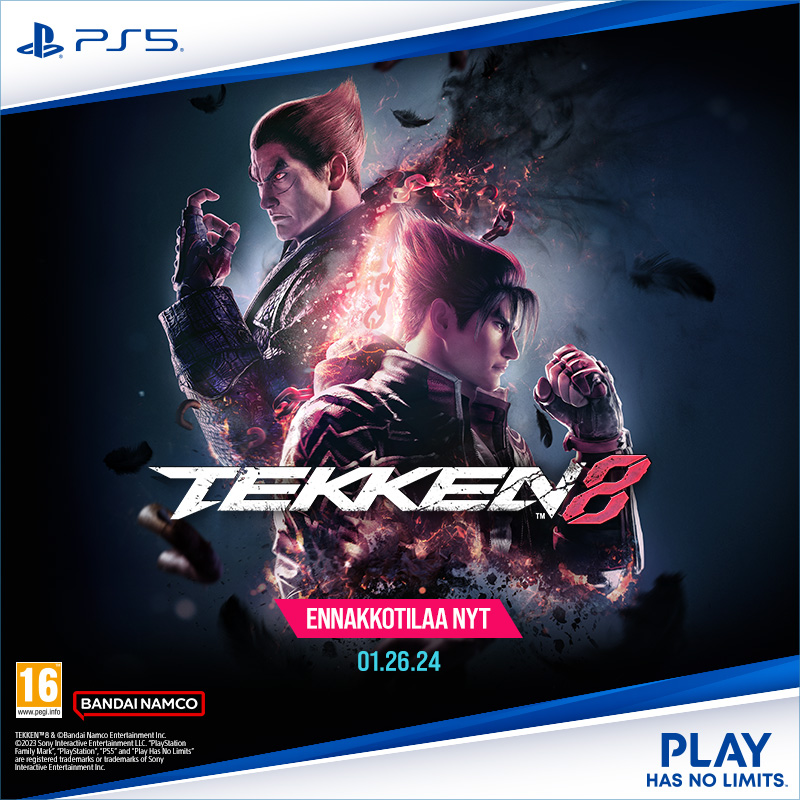 PS5
TEKKEN 8
TM
ENNAKKOTILAA NYT
01.26.24
16
www.pegi.info
BANDAI NAMCO
TEKKEN™8 & ©Bandai Namco Entertainment Inc.
©2023 Sony Interactive Entertainment LLC. "PlayStation
Family Mark", "PlayStation", "PS5" and "Play Has No Limits"
are registered trademarks or trademarks of Sony
Interactive Entertainment Inc.
PLAY
HAS NO LIMITS.